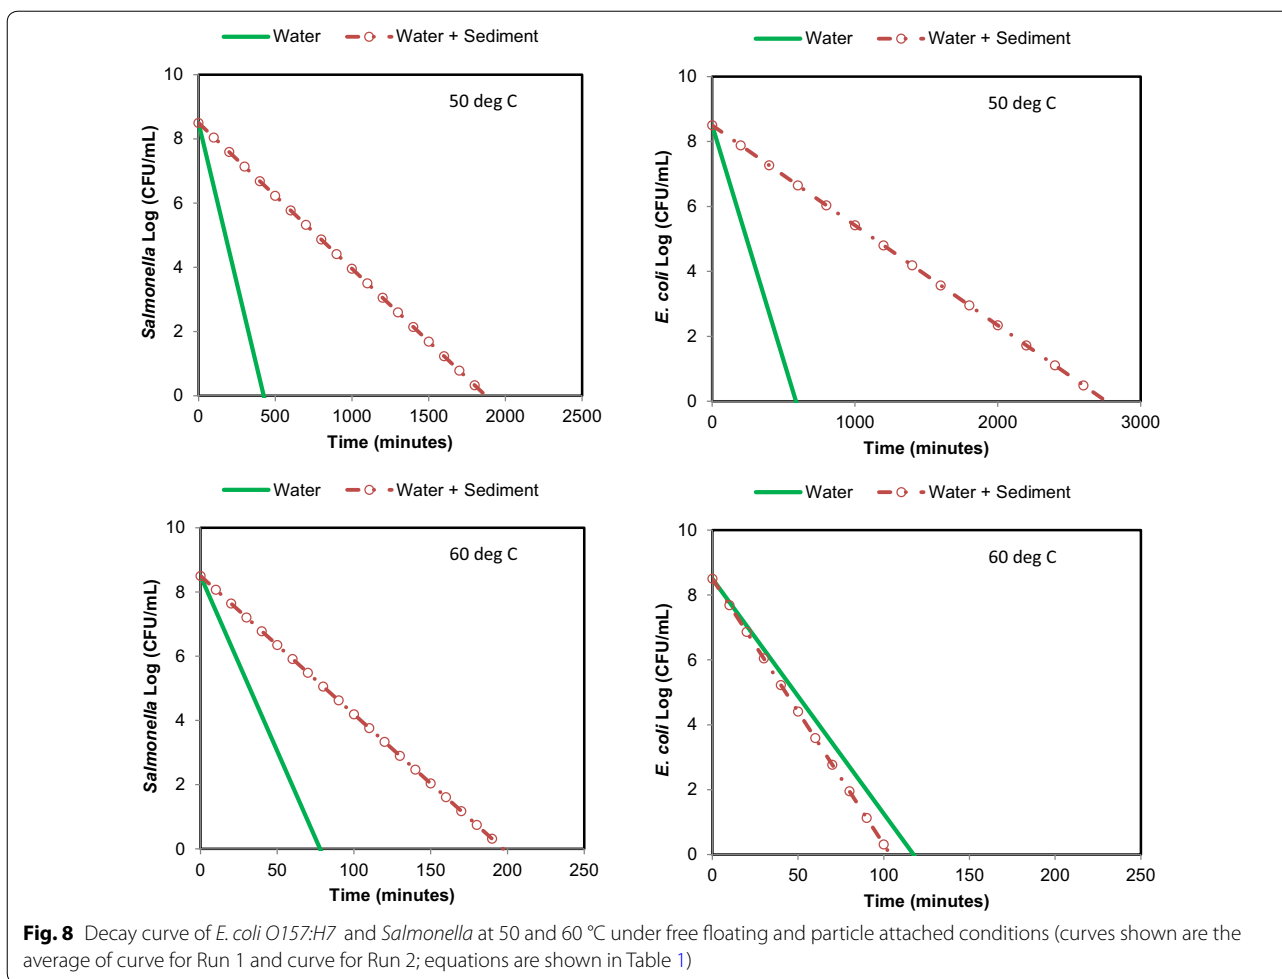 Water Water + Sediment
50 deg C
Salmonella Log (CFU/mL)
10
8
6
4
2
0
0 500 1000 1500 2000 2500
Time (minutes)
Water Water + Sediment
50 deg C
E. coli Log (CFU/mL)
10
8
6
4
2
0
0 1000 2000 3000
Time (minutes)
Water Water + Sediment
60 deg C
Salmonella Log (CFU/mL)
10
8
6
4
2
0
0 50 100 150 200 250
Time (minutes)
Water Water + Sediment
60 deg C
E. coli Log (CFU/mL)
10
8
6
4
2
0
0 50 100 150 200 250
Time (minutes)
Fig. 8 Decay curve of E. coli O157:H7 and Salmonella at 50 and 60 °C under free floating and particle attached conditions (curves shown are the
average of curve for Run 1 and curve for Run 2; equations are shown in Table 1)